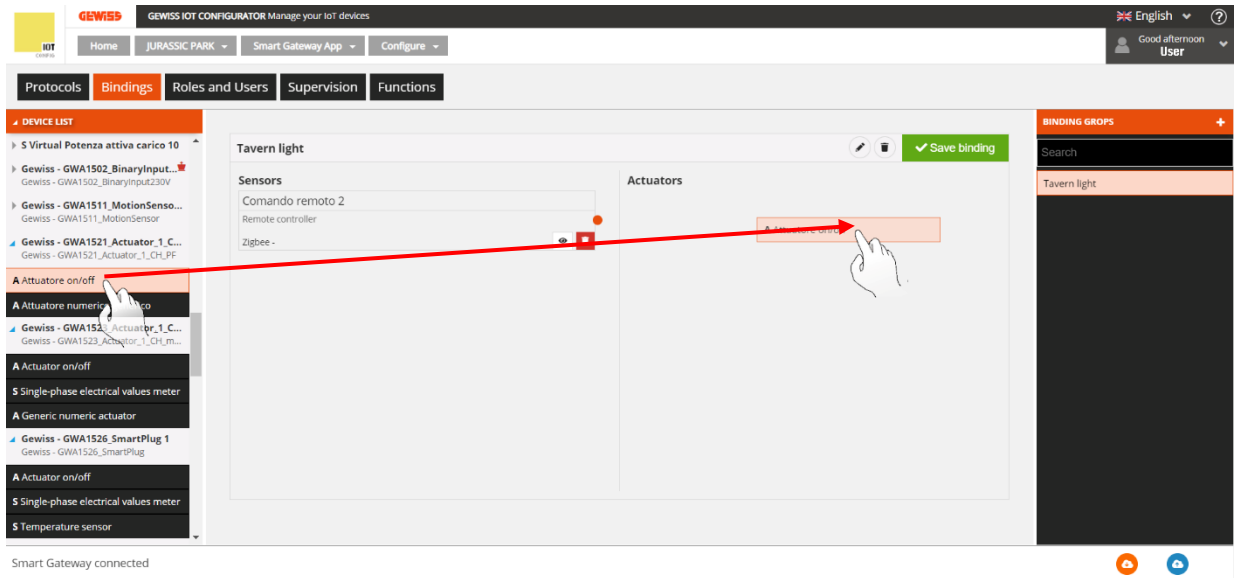 GEWISS
GEWISS IOT CONFIGURATOR Manage your IoT devices
English
?
IOT
CONFIG
Home
JURASSIC PARK
Smart Gateway App
Configure
Good afternoon
User
Protocols
Bindings
Roles and Users
Supervision
Functions
DEVICE LIST
S Virtual Potenza attiva carico 10
Gewiss - GWA1502_BinaryInput...
Gewiss - GWA1502_BinaryInput230V
Gewiss - GWA1511_MotionSenso...
Gewiss - GWA1511_MotionSensor
Gewiss - GWA1521_Actuator_1_C...
Gewiss - GWA1521_Actuator_1_CH_PF
A Attuatore on/off
A Attuatore numeric
Gewiss - GWA1523_Actuator_1_C...
Gewiss - GWA1523_Actuator_1_CH_m...
A Actuator on/off
S Single-phase electrical values meter
A Generic numeric actuator
Gewiss - GWA1526_SmartPlug 1
Gewiss - GWA1526_SmartPlug
A Actuator on/off
S Single-phase electrical values meter
S Temperature sensor
Tavern light
Save binding
Sensors
Comando remoto 2
Remote controller
Zigbee -
Actuators
A Attuatore on/o
BINDING GROPS
+
Search
Tavern light
Smart Gateway connected